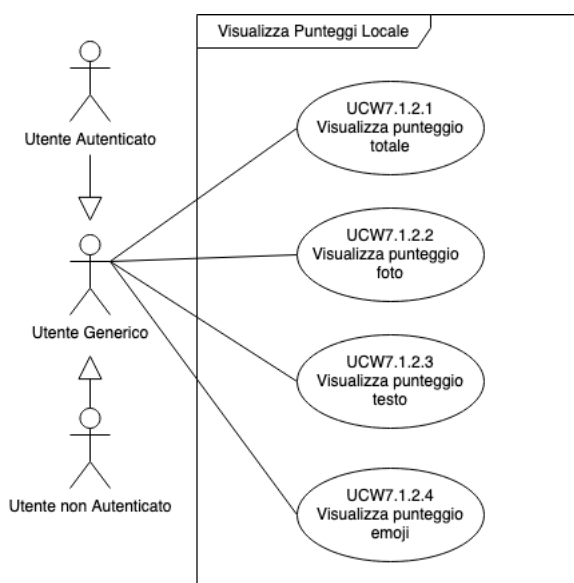 Visualizza Punteggi Locale
Utente Autenticato
UCW7.1.2.1
Visualizza punteggio
totale
UCW7.1.2.2
Visualizza punteggio
foto
Utente Generico
UCW7.1.2.3
Visualizza punteggio
testo
Utente non Autenticato
UCW7.1.2.4
Visualizza punteggio
emoji